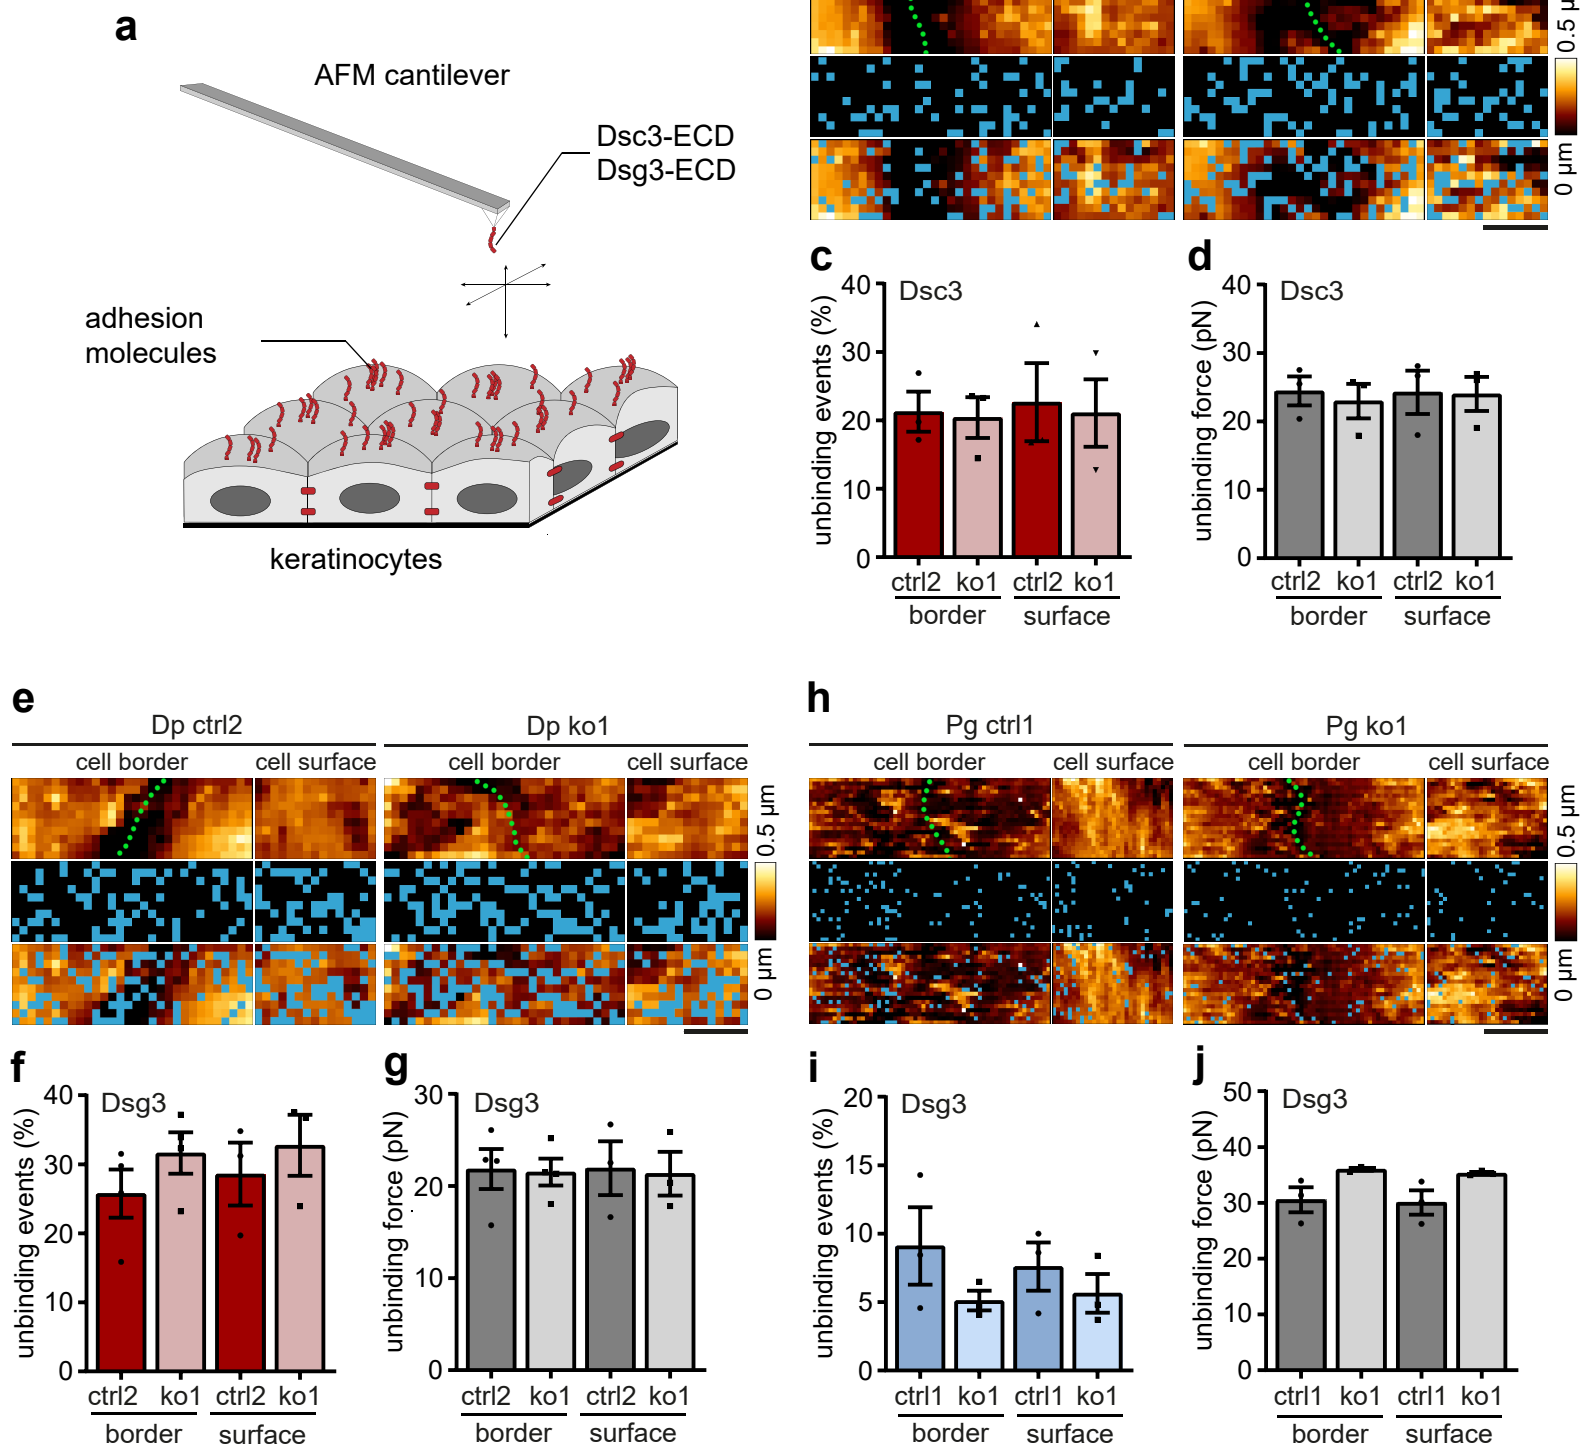 a
AFM cantilever
Dsc3-ECD
Dsg3-ECD
adhesion
molecules
keratinocytes
0.5 µ
0 µm
c
Dsc3
unbinding events (%)
40
30
20
10
0
ctrl2 ko1 ctrl2 ko1
border surface
d
Dsc3
unbinding force (pN)
40
30
20
10
0
ctrl2 ko1 ctrl2 ko1
border surface
e
Dp ctrl2 Dp ko1
cell border cell surface cell border cell surface
0.5 µm
0 µm
h
Pg ctrl1 Pg ko1
cell border cell surface cell border cell surface
0.5 µm
0 µm
f
Dsg3
unbinding events (%)
40
30
20
10
0
ctrl2 ko1 ctrl2 ko1
border surface
g
Dsg3
unbinding force (pN)
30
20
10
0
ctrl2 ko1 ctrl2 ko1
border surface
i
Dsg3
unbinding events (%)
20
15
10
5
0
ctrl1 ko1 ctrl1 ko1
border surface
j
Dsg3
unbinding force (pN)
50
40
30
20
10
0
ctrl1 ko1 ctrl1 ko1
border surface